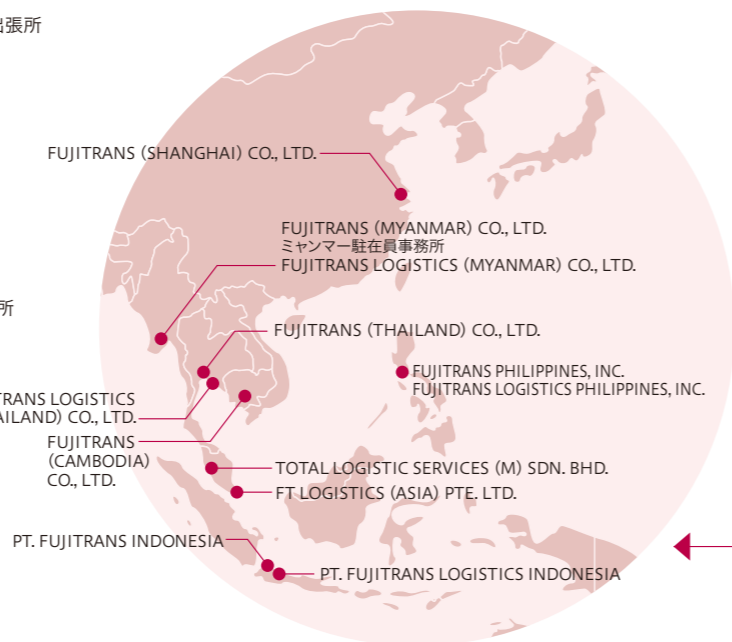 出張所
FUJITRANS (SHANGHAI) CO., LTD.
FUJITRANS (MYANMAR) CO., LTD.
ミャンマー駐在員事務所
FUJITRANS LOGISTICS (MYANMAR) CO., LTD.
所
FUJITRANS (THAILAND) CO., LTD.
FUJITRANS PHILIPPINES, INC.
FUJITRANS LOGISTICS PHILIPPINES, INC.
TRANS LOGISTICS
AILAND) CO., LTD.
FUJITRANS
(CAMBODIA)
CO., LTD.
TOTAL LOGISTIC SERVICES (M) SDN. BHD.
FT LOGISTICS (ASIA) PTE. LTD.
PT. FUJITRANS INDONESIA
PT. FUJITRANS LOGISTICS INDONESIA